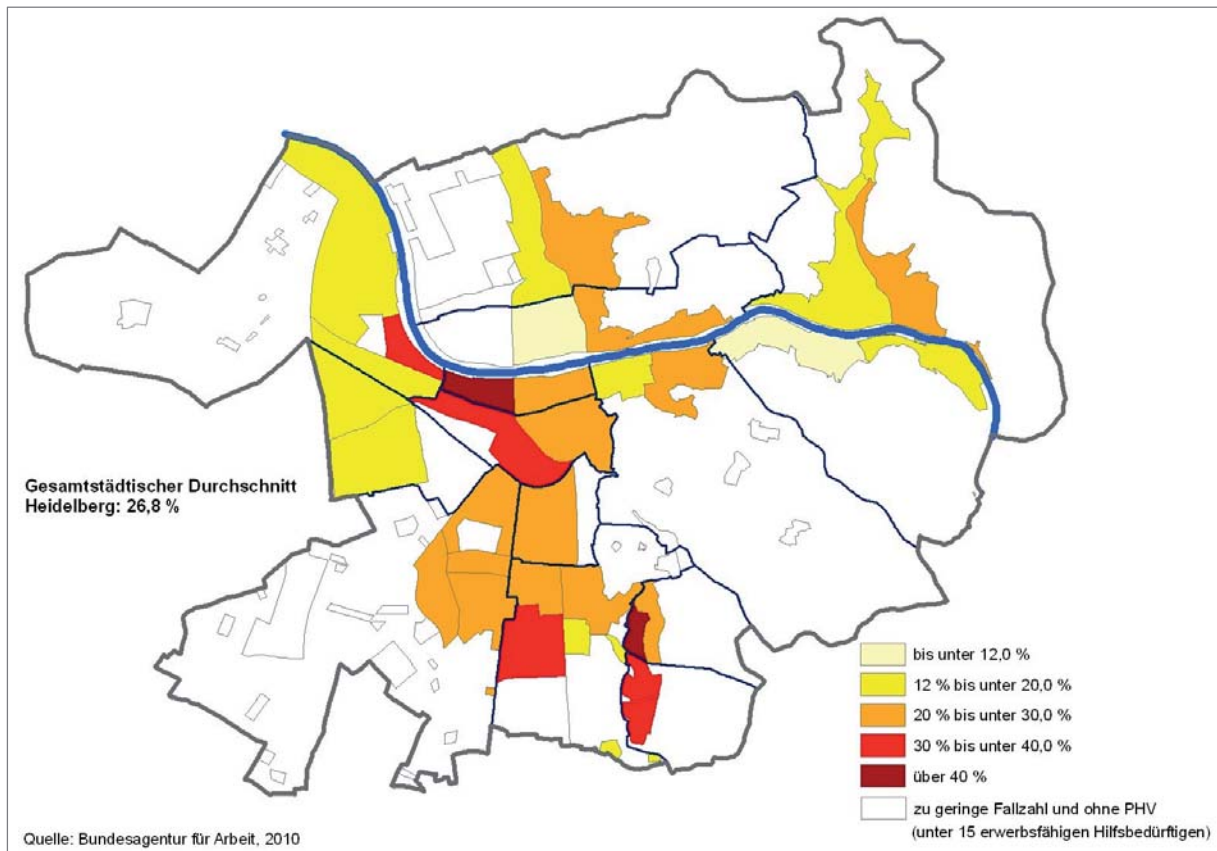 Gesamtstädtischer Durchschnitt
Heidelberg: 26,8 %
bis unter 12,0 %
12 % bis unter 20,0 %
20 % bis unter 30,0 %
30 % bis unter 40,0 %
über 40 %
zu geringe Fallzahl und ohne PHV
(unter 15 erwerbsfähigen Hilfsbedürftigen)
Quelle: Bundesagentur für Arbeit, 2010